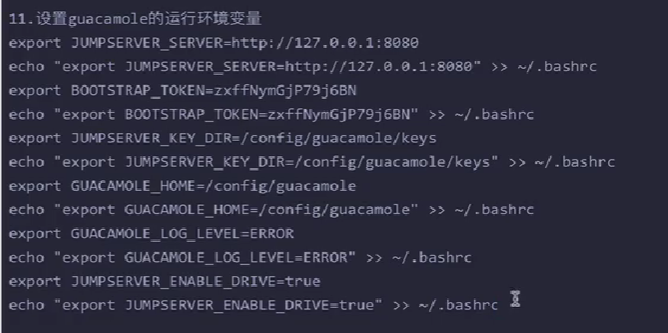 11.设置guacamole的运行环境变量
export JUMPSERVER_SERVER=http://127.0.0.1:8080
echo "export JUMPSERVER_SERVER=http://127.0.0.1:8080" >> ~/.bashrc
export BOOTSTRAP_TOKEN=zxffNymGjP79j6BN
echo "export BOOTSTRAP_TOKEN=zxffNymGjP79j6BN" >> ~/.bashrc
export JUMPSERVER_KEY_DIR=/config/guacamole/keys
echo "export JUMPSERVER_KEY_DIR=/config/guacamole/keys" >> ~/.bashrc
export GUACAMOLE_HOME=/config/guacamole
echo "export GUACAMOLE_HOME=/config/guacamole" >> ~/.bashrc
export GUACAMOLE_LOG_LEVEL=ERROR
echo "export GUACAMOLE_LOG_LEVEL=ERROR" >> ~/.bashrc
export JUMPSERVER_ENABLE_DRIVE=true
echo "export JUMPSERVER_ENABLE_DRIVE=true" >> ~/.bashrc